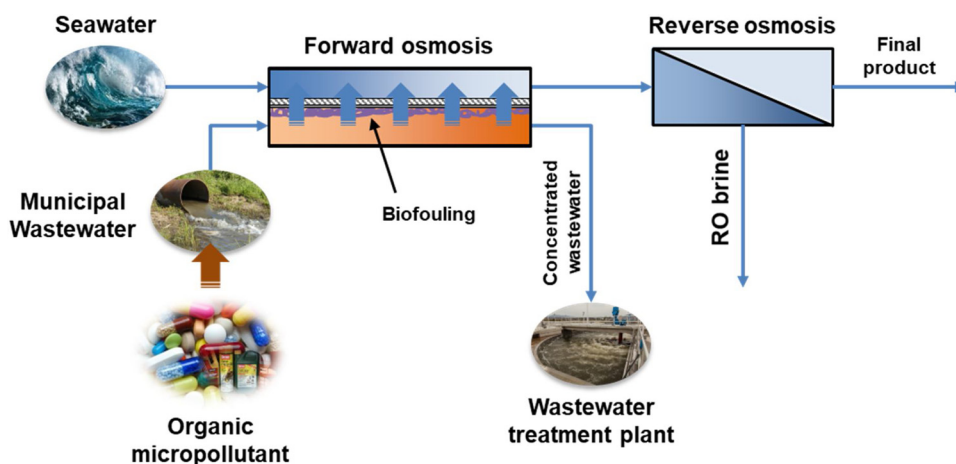 Seawater
Forward osmosis
Reverse osmosis
Final
product
Municipal
Wastewater
Biofouling
Concentrated
wastewater
RO brine
Organic
micropollutant
Wastewater
treatment plant